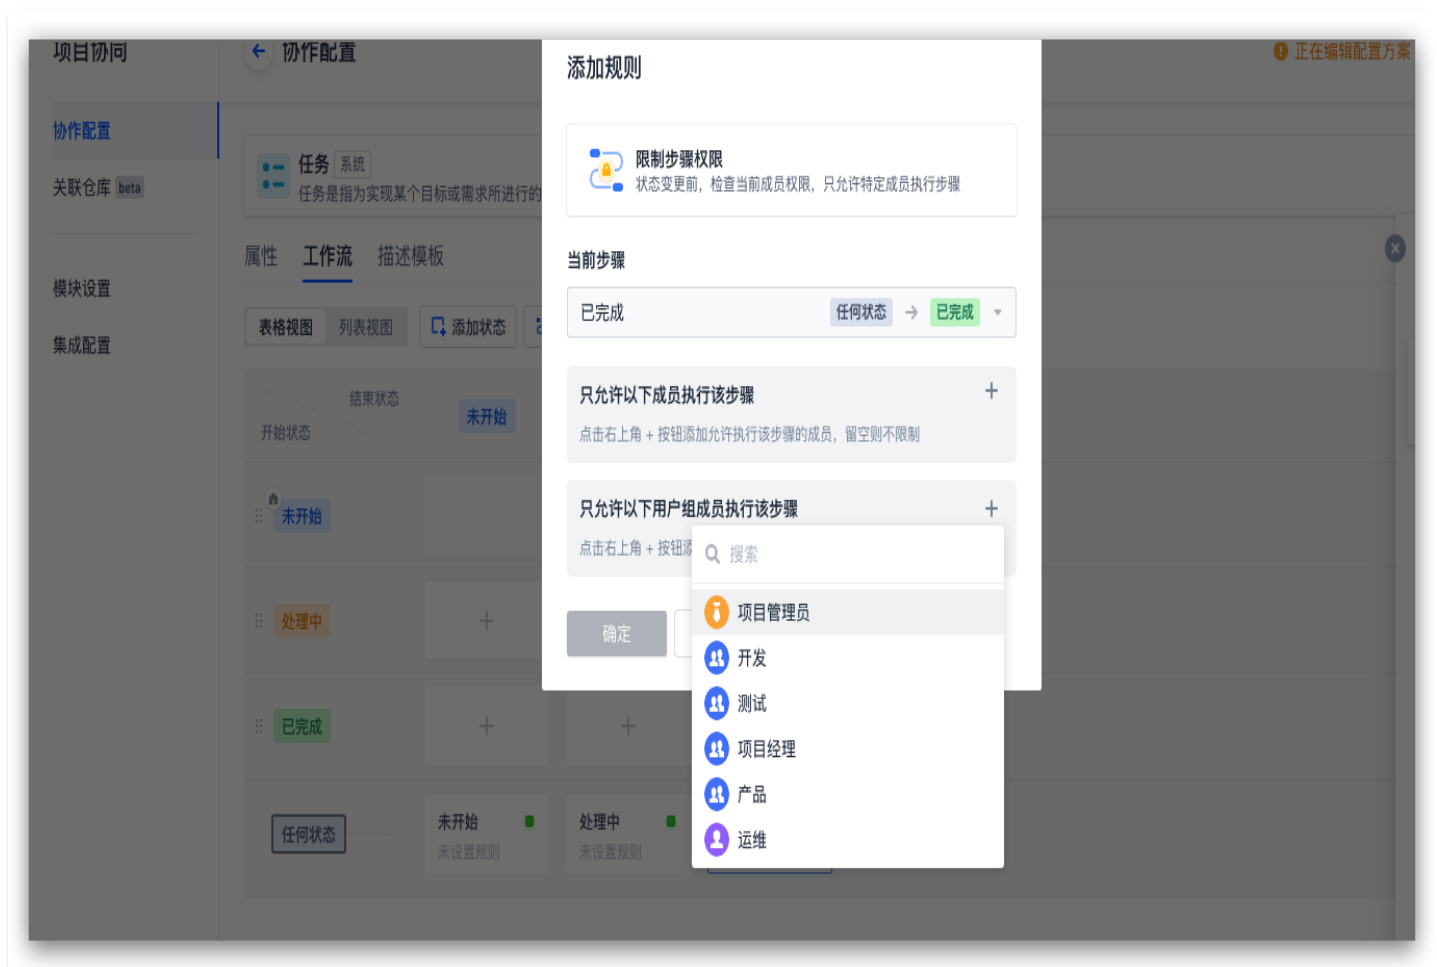 项目协同
协作配置
正在编辑配置方案
协作配置
关联仓库 beta
模块设置
集成配置
任务 系统
任务是指为实现某个目标或需求所进行的
属性 工作流 描述模板
表格视图 列表视图 添加状态
结束状态
开始状态
未开始
未开始
处理中
已完成
任何状态
未开始
未设置规则
处理中
未设置规则
添加规则
限制步骤权限
状态变更前，检查当前成员权限，只允许特定成员执行步骤
当前步骤
已完成 任何状态 → 已完成
只允许以下成员执行该步骤
点击右上角 + 按钮添加允许执行该步骤的成员，留空则不限制
只允许以下用户组成员执行该步骤
点击右上角 + 按钮添
确定
搜索
项目管理员
开发
测试
项目经理
产品
运维